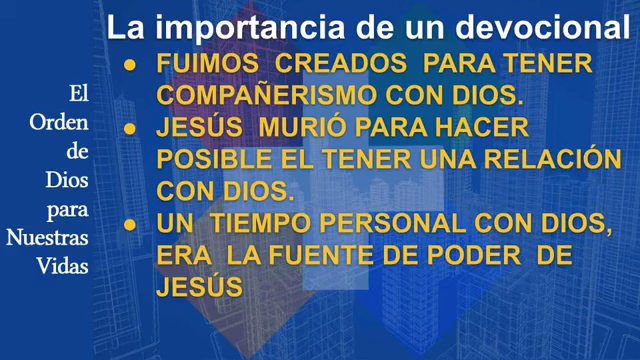 La importancia de un devocional
El
Orden
de
Dios
para
Nuestras
Vidas
● FUIMOS CREADOS PARA TENER
COMPAÑERISMO CON DIOS.
● JESÚS MURIÓ PARA HACER
POSIBLE EL TENER UNA RELACIÓN
CON DIOS.
● UN TIEMPO PERSONAL CON DIOS,
ERA LA FUENTE DE PODER DE
JESÚS